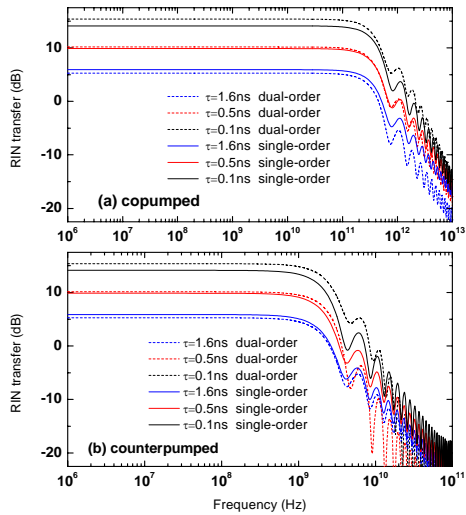 20
10
0
-10
-20
RIN transfer (dB)
τ=1.6ns dual-order
τ=0.5ns dual-order
τ=0.1ns dual-order
τ=1.6ns single-order
τ=0.5ns single-order
τ=0.1ns single-order
(a) copumped
10^6 10^7 10^8 10^9 10^10 10^11 10^12 10^13
20
10
0
-10
-20
RIN transfer (dB)
τ=1.6ns dual-order
τ=0.5ns dual-order
τ=0.1ns dual-order
τ=1.6ns single-order
τ=0.5ns single-order
τ=0.1ns single-order
(b) counterpumped
10^6 10^7 10^8 10^9 10^10 10^11
Frequency (Hz)